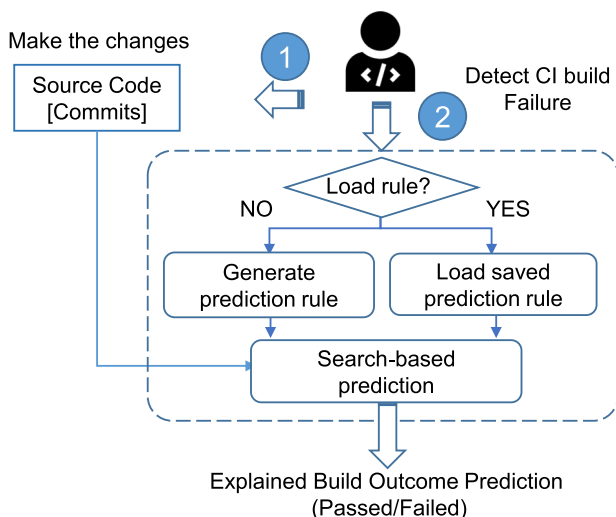 Make the changes
1
</>
Source Code
[Commits]
2
Detect CI build
Failure
Load rule?
NO
YES
Generate
prediction rule
Load saved
prediction rule
Search-based
prediction
Explained Build Outcome Prediction
(Passed/Failed)